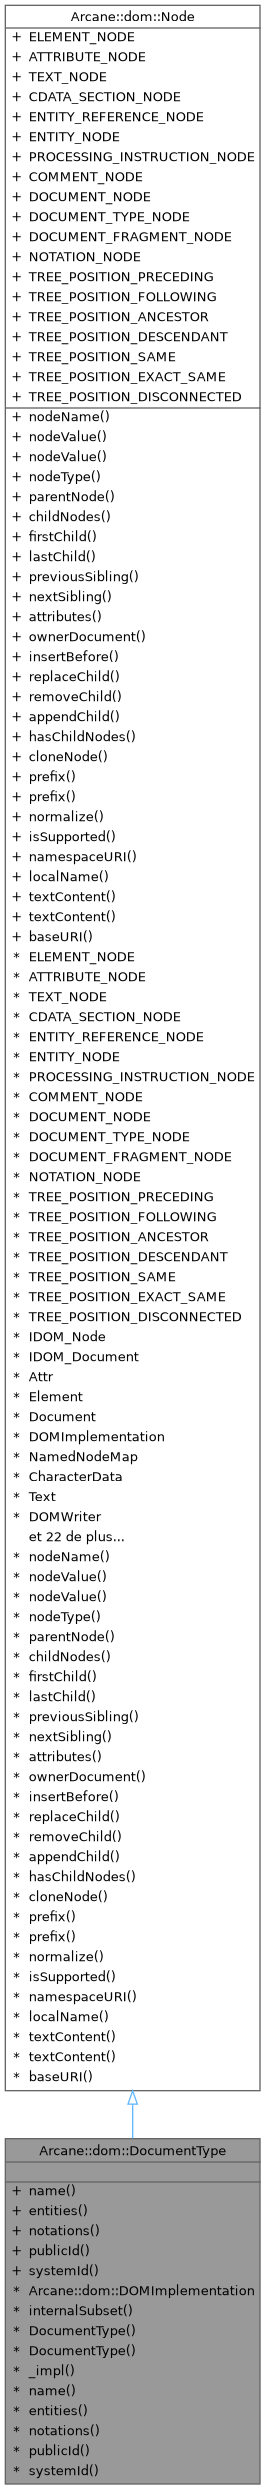 Arcane::dom::Node
+ ELEMENT_NODE
+ ATTRIBUTE_NODE
+ TEXT_NODE
+ CDATA_SECTION_NODE
+ ENTITY_REFERENCE_NODE
+ ENTITY_NODE
+ PROCESSING_INSTRUCTION_NODE
+ COMMENT_NODE
+ DOCUMENT_NODE
+ DOCUMENT_TYPE_NODE
+ DOCUMENT_FRAGMENT_NODE
+ NOTATION_NODE
+ TREE_POSITION_PRECEDING
+ TREE_POSITION_FOLLOWING
+ TREE_POSITION_ANCESTOR
+ TREE_POSITION_DESCENDANT
+ TREE_POSITION_SAME
+ TREE_POSITION_EXACT_SAME
+ TREE_POSITION_DISCONNECTED
+ nodeName()
+ nodeValue()
+ nodeValue()
+ nodeType()
+ parentNode()
+ childNodes()
+ firstChild()
+ lastChild()
+ previousSibling()
+ nextSibling()
+ attributes()
+ ownerDocument()
+ insertBefore()
+ replaceChild()
+ removeChild()
+ appendChild()
+ hasChildNodes()
+ cloneNode()
+ prefix()
+ prefix()
+ normalize()
+ isSupported()
+ namespaceURI()
+ localName()
+ textContent()
+ textContent()
+ baseURI()
* ELEMENT_NODE
* ATTRIBUTE_NODE
* TEXT_NODE
* CDATA_SECTION_NODE
* ENTITY_REFERENCE_NODE
* ENTITY_NODE
* PROCESSING_INSTRUCTION_NODE
* COMMENT_NODE
* DOCUMENT_NODE
* DOCUMENT_TYPE_NODE
* DOCUMENT_FRAGMENT_NODE
* NOTATION_NODE
* TREE_POSITION_PRECEDING
* TREE_POSITION_FOLLOWING
* TREE_POSITION_ANCESTOR
* TREE_POSITION_DESCENDANT
* TREE_POSITION_SAME
* TREE_POSITION_EXACT_SAME
* TREE_POSITION_DISCONNECTED
* IDOM_Node
* IDOM_Document
* Attr
* Element
* Document
* DOMImplementation
* NamedNodeMap
* CharacterData
* Text
* DOMWriter
et 22 de plus...
* nodeName()
* nodeValue()
* nodeValue()
* nodeType()
* parentNode()
* childNodes()
* firstChild()
* lastChild()
* previousSibling()
* nextSibling()
* attributes()
* ownerDocument()
* insertBefore()
* replaceChild()
* removeChild()
* appendChild()
* hasChildNodes()
* cloneNode()
* prefix()
* prefix()
* normalize()
* isSupported()
* namespaceURI()
* localName()
* textContent()
* textContent()
* baseURI()
Arcane::dom::DocumentType
+ name()
+ entities()
+ notations()
+ publicId()
+ systemId()
* Arcane::dom::DOMImplementation
* internalSubset()
* DocumentType()
* DocumentType()
* _impl()
* name()
* entities()
* notations()
* publicId()
* systemId()